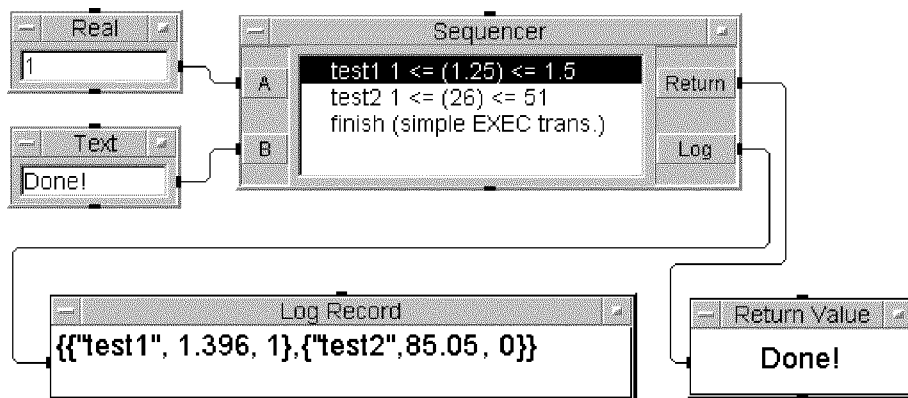 Real
1
Sequencer
A
B
test1 1 <= (1.25) <= 1.5
test2 1 <= (26) <= 51
finish (simple EXEC trans.)
Return
Log
Text
Done!
Log Record
{{"test1", 1.396, 1},{"test2",85.05, 0}}
Return Value
Done!